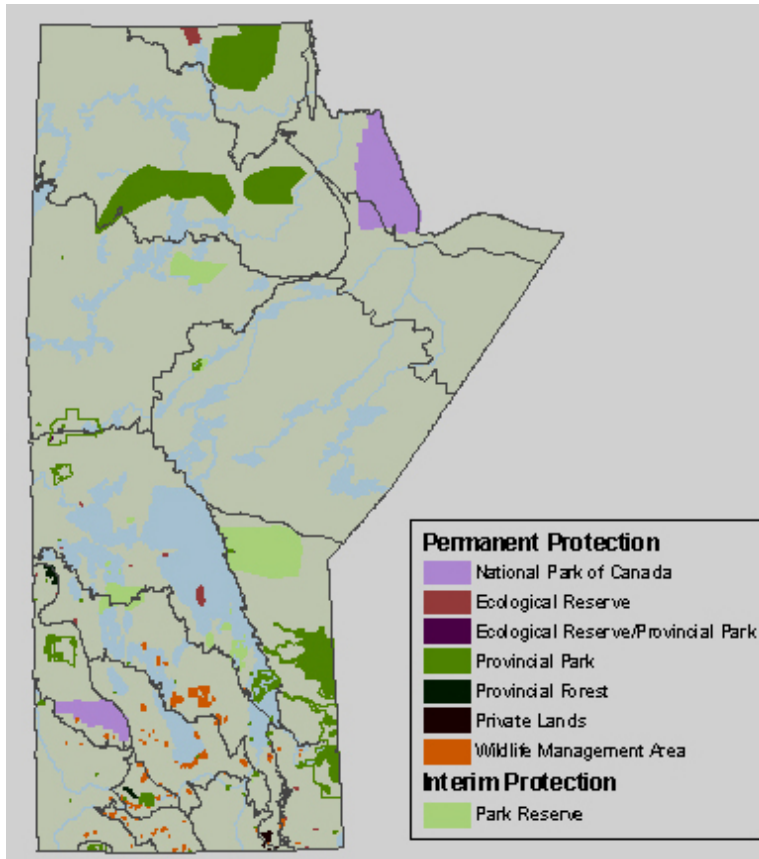 Permanent Protection
National Park of Canada
Ecological Reserve
Ecological Reserve/Provincial Park
Provincial Park
Provincial Forest
Private Lands
Wildlife Management Area
Interim Protection
Park Reserve